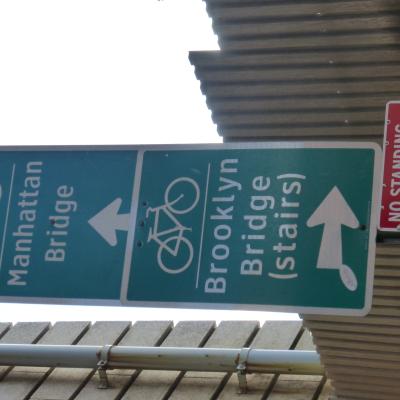 Manhattan
Bridge
Brooklyn
Bridge
(stairs)
NO STANDING